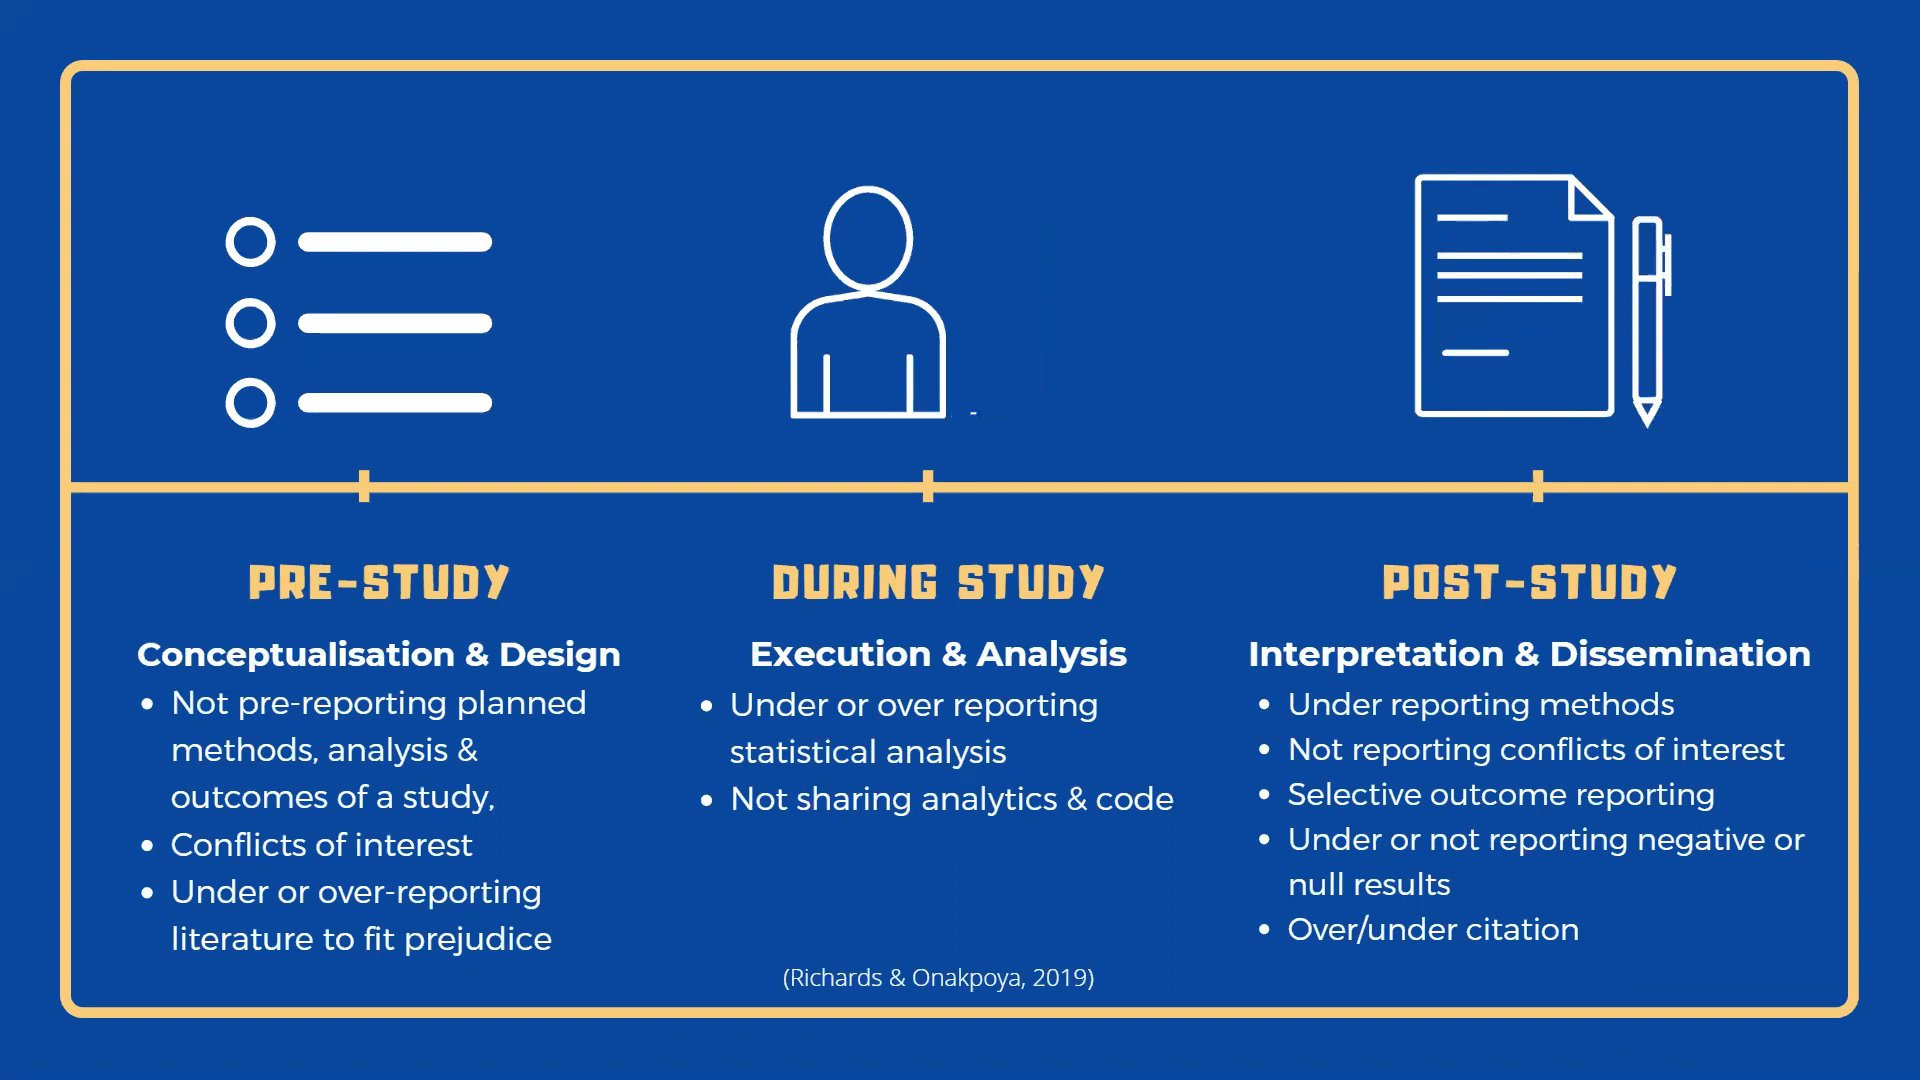 PRE-STUDY
Conceptualisation & Design
• Not pre-reporting planned
methods, analysis &
outcomes of a study,
• Conflicts of interest
• Under or over-reporting
literature to fit prejudice
DURING STUDY
Execution & Analysis
• Under or over reporting
statistical analysis
• Not sharing analytics & code
POST-STUDY
Interpretation & Dissemination
• Under reporting methods
• Not reporting conflicts of interest
• Selective outcome reporting
• Under or not reporting negative or
null results
• Over/under citation
(Richards & Onakpoya, 2019)